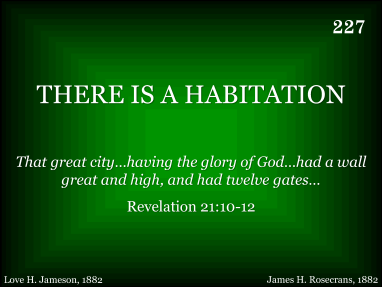 227
THERE IS A HABITATION
That great city...having the glory of God...had a wall
great and high, and had twelve gates...
Revelation 21:10-12
Love H. Jameson, 1882
James H. Rosecrans, 1882